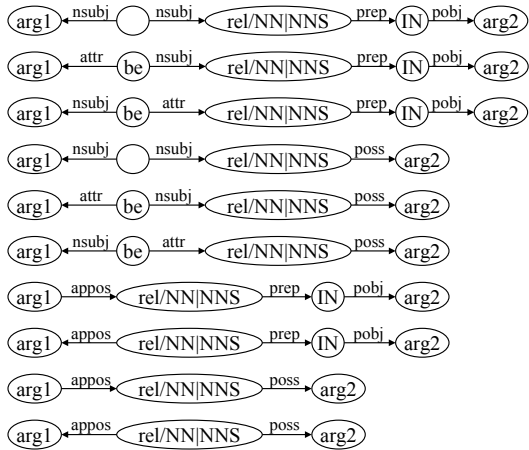 arg1 nsubj nsubj rel/NN|NNS prep IN pobj arg2
arg1 attr be nsubj rel/NN|NNS prep IN pobj arg2
arg1 nsubj be attr rel/NN|NNS prep IN pobj arg2
arg1 nsubj nsubj rel/NN|NNS poss arg2
arg1 attr be nsubj rel/NN|NNS poss arg2
arg1 nsubj be attr rel/NN|NNS poss arg2
arg1 appos rel/NN|NNS prep IN pobj arg2
arg1 appos rel/NN|NNS prep IN pobj arg2
arg1 appos rel/NN|NNS poss arg2
arg1 appos rel/NN|NNS poss arg2